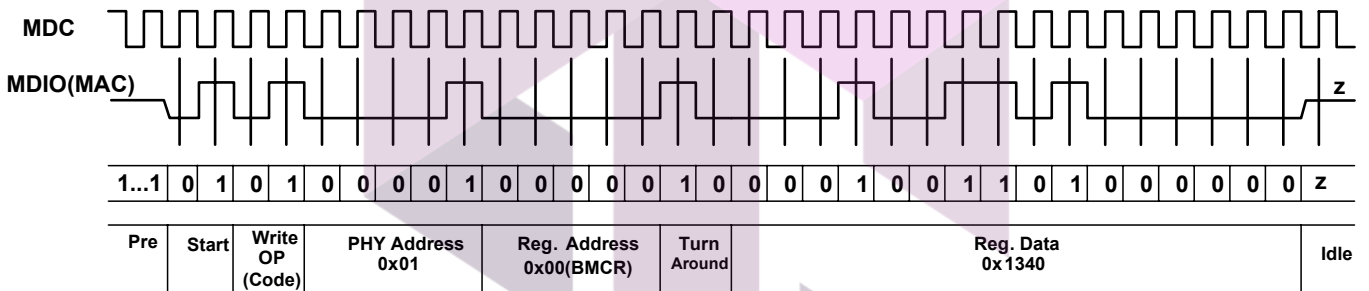 MDC
MDIO(MAC)
z
1...1 0 1 0 1 0 0 0 0 1 0 0 0 0 0 1 0 0 0 0 1 0 0 1 1 0 1 0 0 0 0 0 0 z
Pre Start Write OP (Code) PHY Address 0x01 Reg. Address 0x00(BMCR) Turn Around Reg. Data 0x1340 Idle